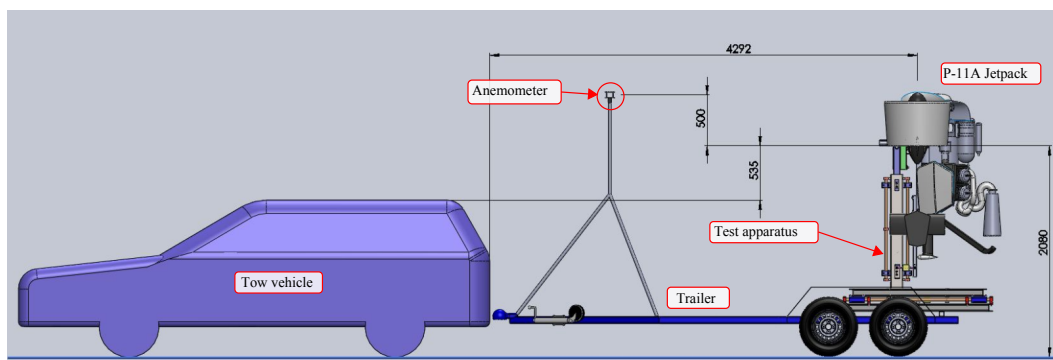 4292
P-11A Jetpack
Anemometer
500
535
Test apparatus
2080
Tow vehicle
Trailer